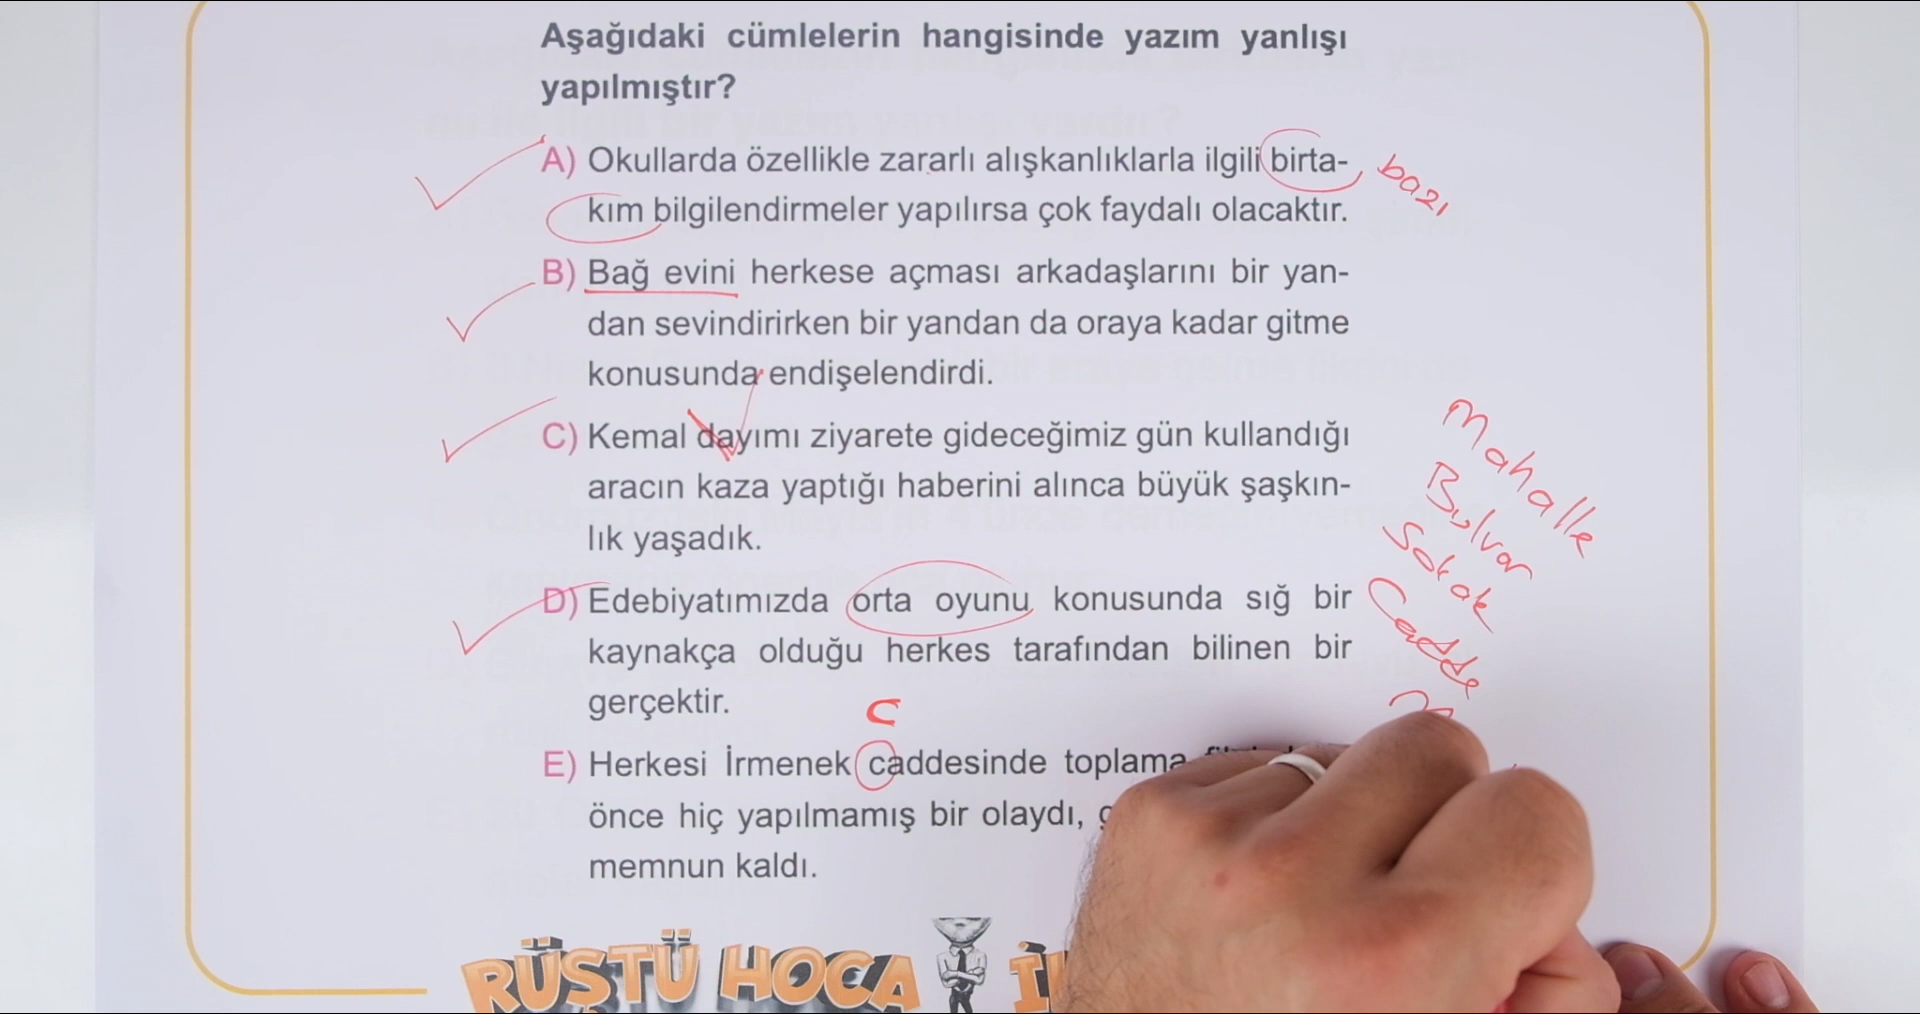 Aşağıdaki cümlelerin hangisinde yazım yanlışı
yapılmıştır?
A) Okullarda özellikle zararlı alışkanlıklarla ilgili birta-
kım bilgilendirmeler yapılırsa çok faydalı olacaktır.
bazı
B) Bağ evini herkese açması arkadaşlarını bir yan-
dan sevindirirken bir yandan da oraya kadar gitme
konusunda endişelendirdi.
C) Kemal dayımı ziyarete gideceğimiz gün kullandığı
aracın kaza yaptığı haberini alınca büyük şaşkın-
lık yaşadık.
D) Edebiyatımızda orta oyunu konusunda sığ bir
kaynakça olduğu herkes tarafından bilinen bir
gerçektir.
C
E) Herkesi İrmenek caddesinde toplama
önce hiç yapılmamış bir olaydı,
memnun kaldı.
Mahalle
Bulvar
Sokak
Cadde
RÜŞTÜ HOCA